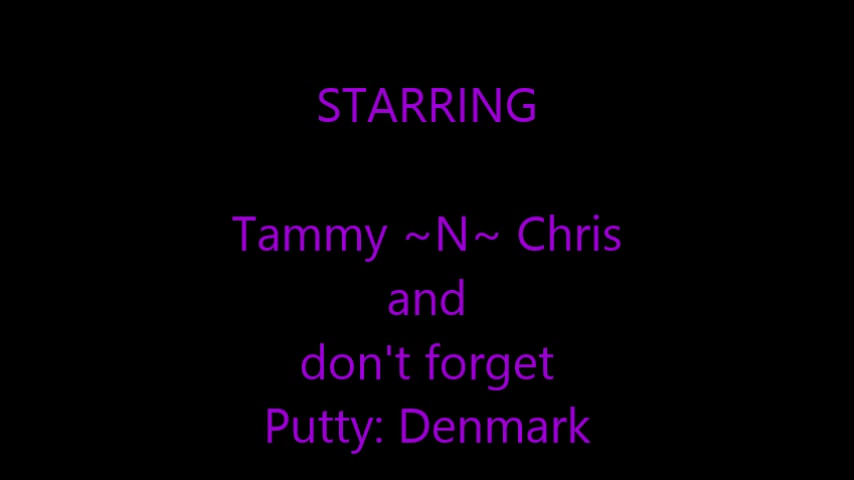 STARRING
Tammy ~N~ Chris
and
don't forget
Putty: Denmark